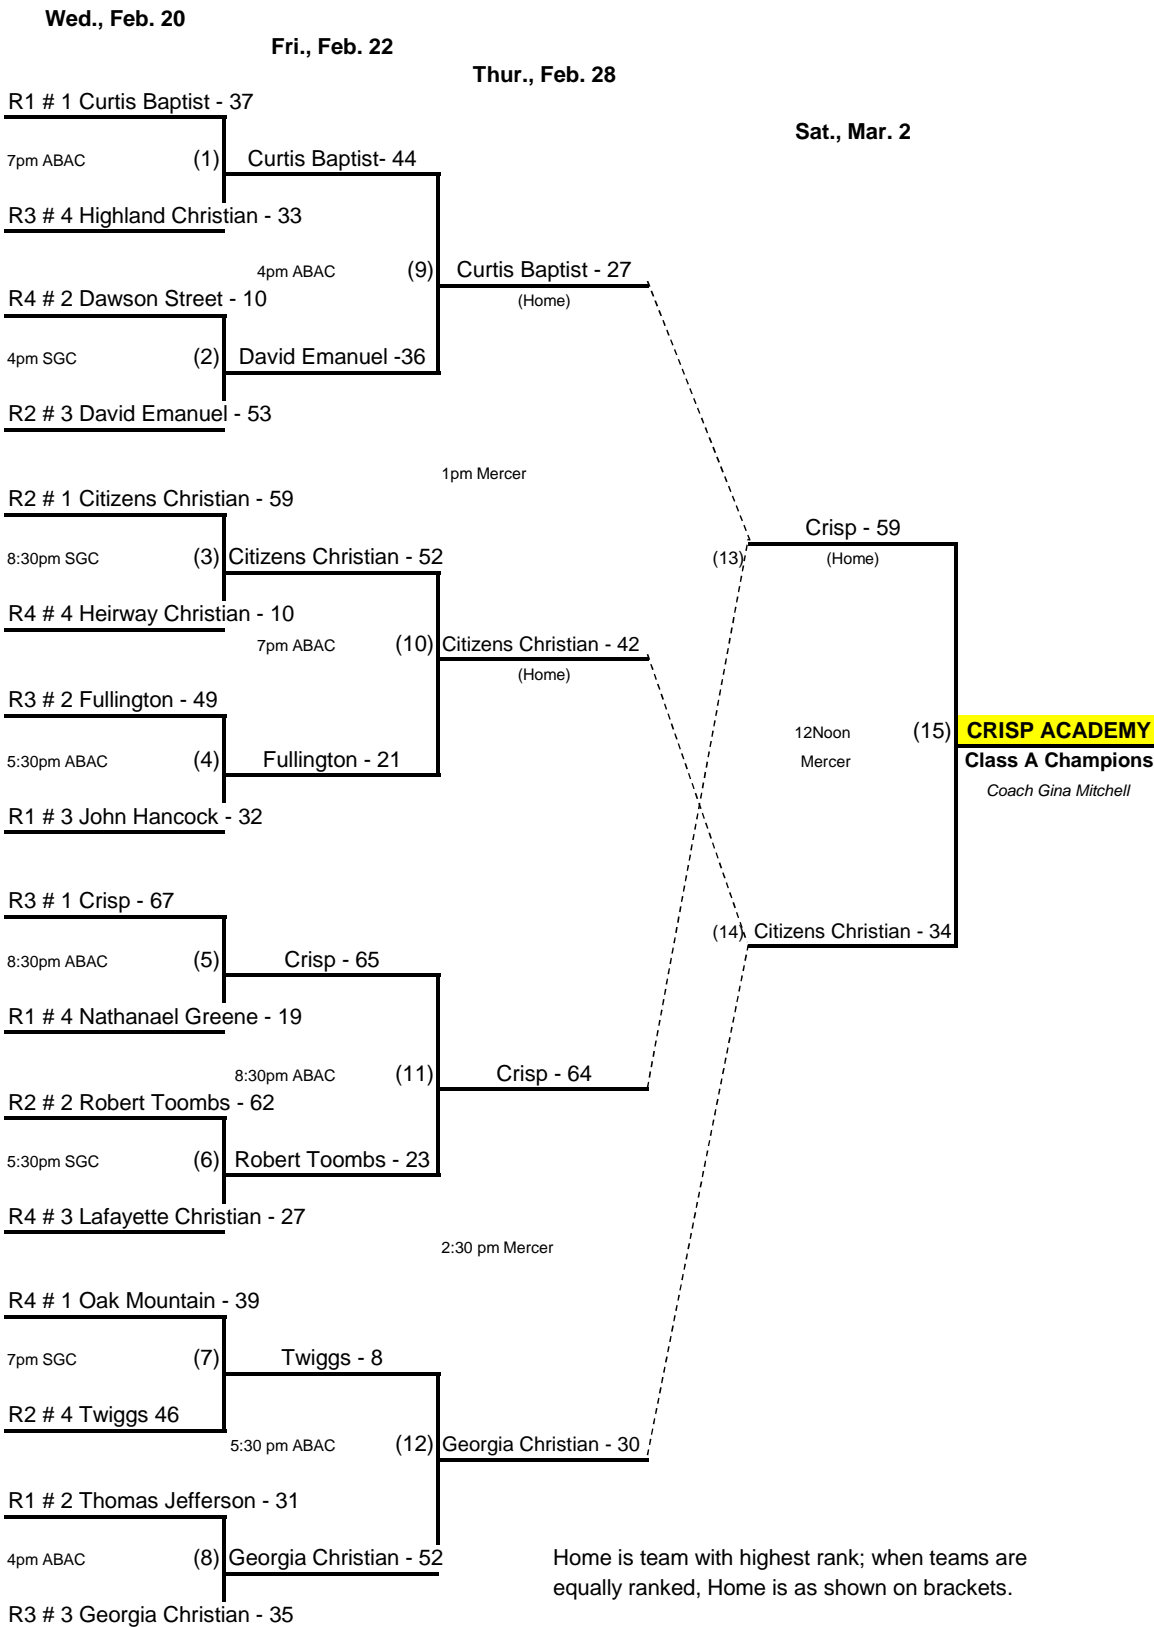 Wed., Feb. 20
Fri., Feb. 22
Thur., Feb. 28
Sat., Mar. 2
R1 # 1 Curtis Baptist - 37
7pm ABAC (1) Curtis Baptist- 44
R3 # 4 Highland Christian - 33
4pm ABAC (9) Curtis Baptist - 27
(Home)
R4 # 2 Dawson Street - 10
4pm SGC (2) David Emanuel -36
R2 # 3 David Emanuel - 53
1pm Mercer
R2 # 1 Citizens Christian - 59
Crisp - 59
8:30pm SGC (3) Citizens Christian - 52
(13) (Home)
R4 # 4 Heirway Christian - 10
7pm ABAC (10) Citizens Christian - 42
(Home)
R3 # 2 Fullington - 49
12Noon (15) CRISP ACADEMY
5:30pm ABAC (4) Fullington - 21
Mercer Class A Champions
Coach Gina Mitchell
R1 # 3 John Hancock - 32
R3 # 1 Crisp - 67
(14) Citizens Christian - 34
8:30pm ABAC (5) Crisp - 65
R1 # 4 Nathanael Greene - 19
8:30pm ABAC (11) Crisp - 64
R2 # 2 Robert Toombs - 62
5:30pm SGC (6) Robert Toombs - 23
R4 # 3 Lafayette Christian - 27
2:30 pm Mercer
R4 # 1 Oak Mountain - 39
7pm SGC (7) Twiggs - 8
R2 # 4 Twiggs 46
5:30 pm ABAC (12) Georgia Christian - 30
R1 # 2 Thomas Jefferson - 31
4pm ABAC (8) Georgia Christian - 52
R3 # 3 Georgia Christian - 35
Home is team with highest rank; when teams are
equally ranked, Home is as shown on brackets.